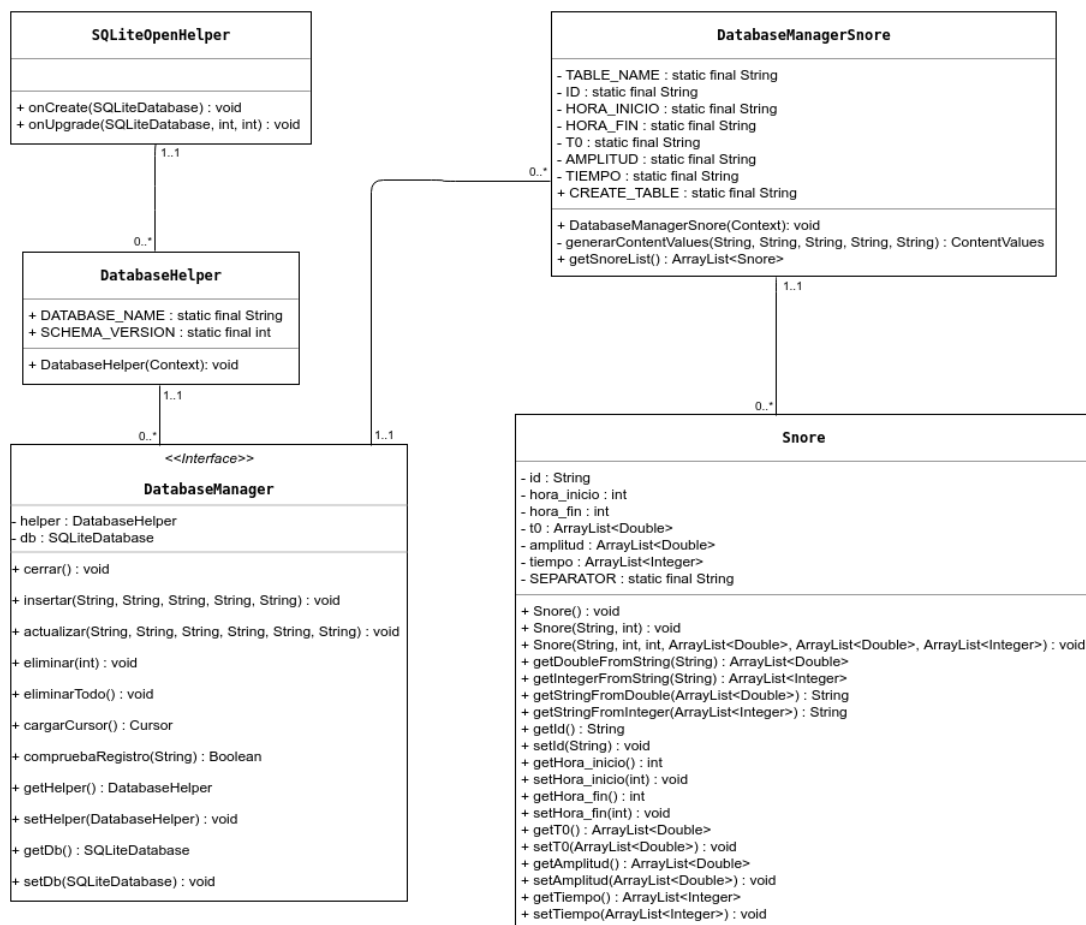 SQLiteOpenHelper
+ onCreate(SQLiteDatabase) : void
+ onUpgrade(SQLiteDatabase, int, int) : void
1..1
0..*
DatabaseHelper
+ DATABASE_NAME : static final String
+ SCHEMA_VERSION : static final int
+ DatabaseHelper(Context): void
1..1
0..*
1..1
<<Interface>>
DatabaseManager
- helper : DatabaseHelper
- db : SQLiteDatabase
+ cerrar() : void
+ insertar(String, String, String, String, String) : void
+ actualizar(String, String, String, String, String, String) : void
+ eliminar(int) : void
+ eliminarTodo() : void
+ cargarCursor() : Cursor
+ compruebaRegistro(String) : Boolean
+ getHelper() : DatabaseHelper
+ setHelper(DatabaseHelper) : void
+ getDb() : SQLiteDatabase
+ setDb(SQLiteDatabase) : void
DatabaseManagerSnore
- TABLE_NAME : static final String
- ID : static final String
- HORA_INICIO : static final String
- HORA_FIN : static final String
- T0 : static final String
- AMPLITUD : static final String
- TIEMPO : static final String
+ CREATE_TABLE : static final String
0..*
+ DatabaseManagerSnore(Context): void
- generarContentValues(String, String, String, String, String) : ContentValues
+ getSnoreList() : ArrayList<Snore>
1..1
0..*
Snore
- id : String
- hora_inicio : int
- hora_fin : int
- t0 : ArrayList<Double>
- amplitud : ArrayList<Double>
- tiempo : ArrayList<Integer>
- SEPARATOR : static final String
+ Snore() : void
+ Snore(String, int) : void
+ Snore(String, int, int, ArrayList<Double>, ArrayList<Double>, ArrayList<Integer>) : void
+ getDoubleFromString(String) : ArrayList<Double>
+ getIntegerFromString(String) : ArrayList<Integer>
+ getStringFromDouble(ArrayList<Double>) : String
+ getStringFromInteger(ArrayList<Integer>) : String
+ getId() : String
+ setId(String) : void
+ getHora_inicio() : int
+ setHora_inicio(int) : void
+ getHora_fin() : int
+ setHora_fin(int) : void
+ getT0() : ArrayList<Double>
+ setT0(ArrayList<Double>) : void
+ getAmplitud() : ArrayList<Double>
+ setAmplitud(ArrayList<Double>) : void
+ getTiempo() : ArrayList<Integer>
+ setTiempo(ArrayList<Integer>) : void